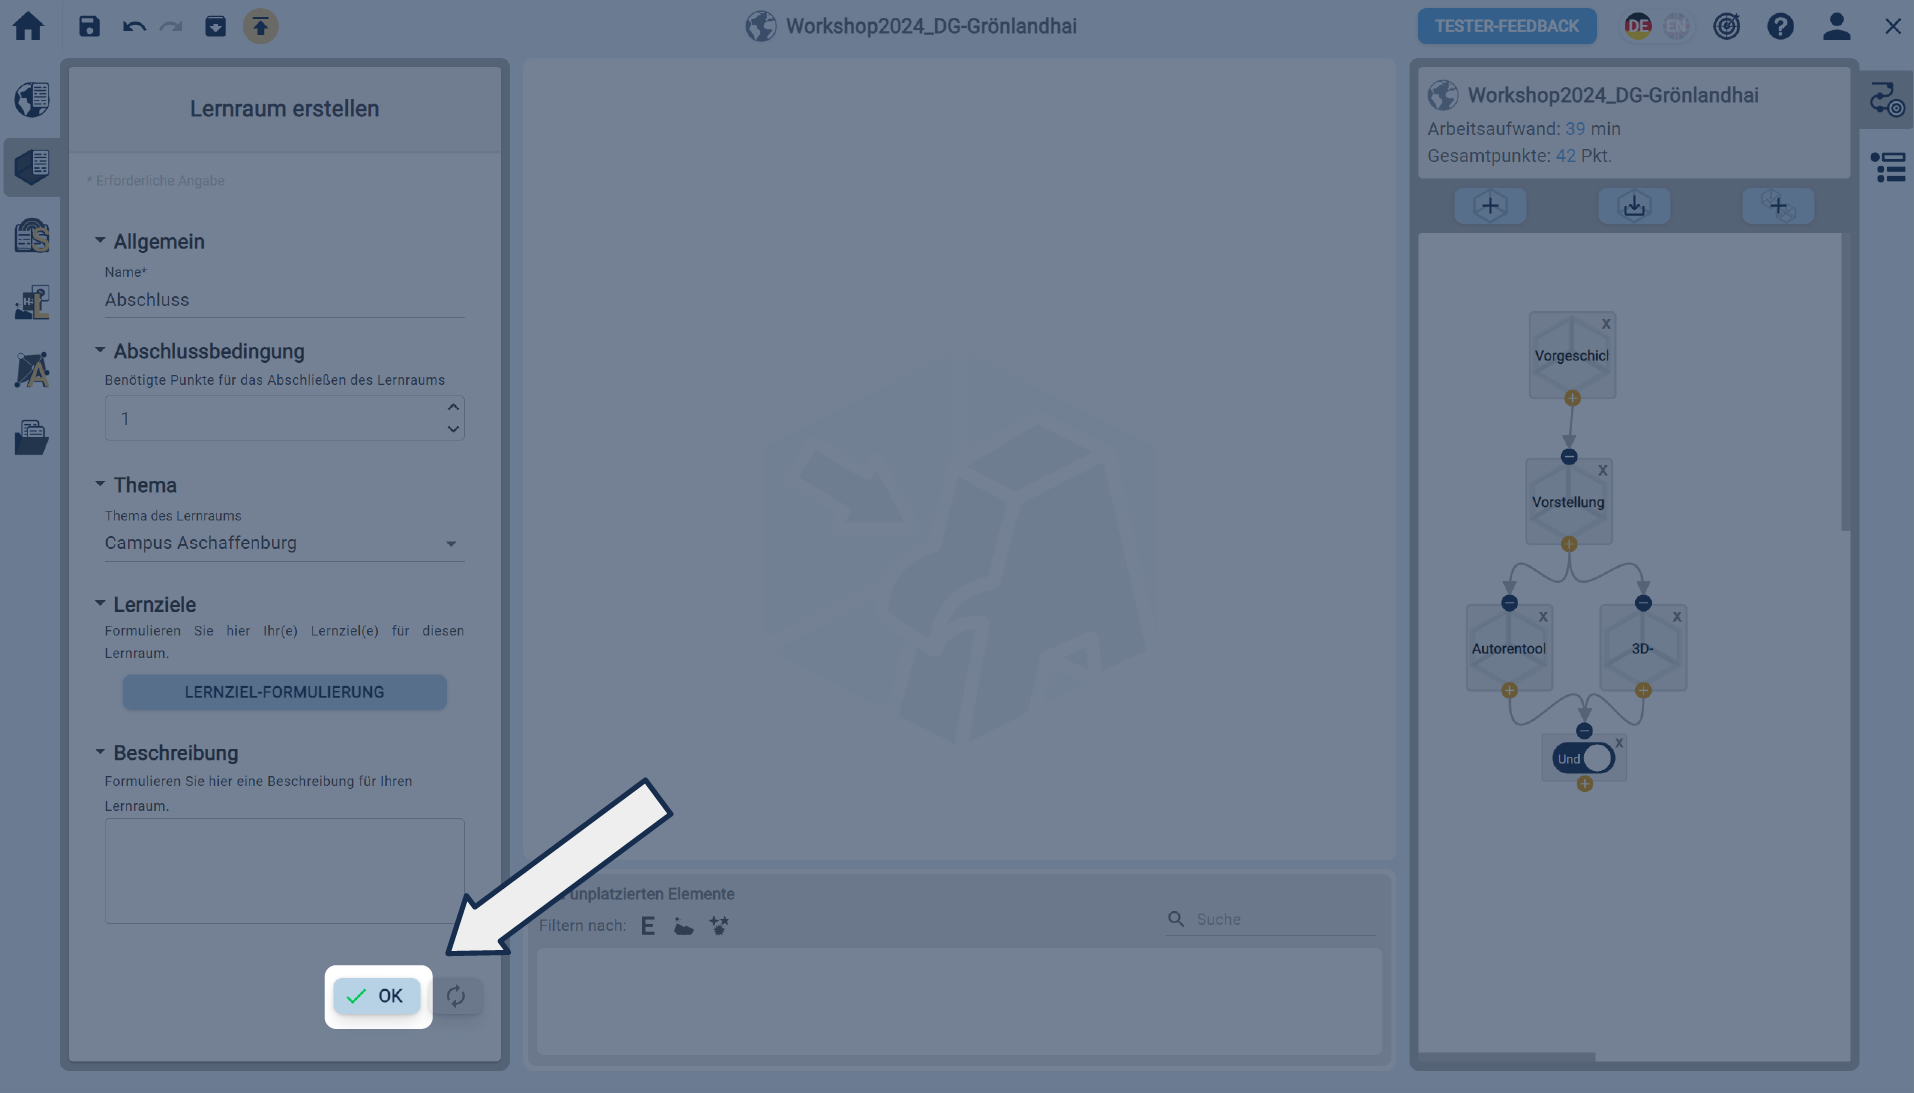 Workshop2024_DG-Grönlandhai
TESTER-FEEDBACK
DE
EN
Lernraum erstellen
* Erforderliche Angabe
Allgemein
Name*
Abschluss
Abschlussbedingung
Benötigte Punkte für das Abschließen des Lernraums
1
Thema
Thema des Lernraums
Campus Aschaffenburg
Lernziele
Formulieren Sie hier Ihr(e) Lernziel(e) für diesen
Lernraum.
LERNZIEL-FORMULIERUNG
Beschreibung
Formulieren Sie hier eine Beschreibung für Ihren
Lernraum.
OK
unplatzierten Elemente
Filtern nach:
E
Suche
Workshop2024_DG-Grönlandhai
Arbeitsaufwand: 39 min
Gesamtpunkte: 42 Pkt.
X
Vorgeschicl
X
Vorstellung
X
Autorentool
X
3D-
X
Und